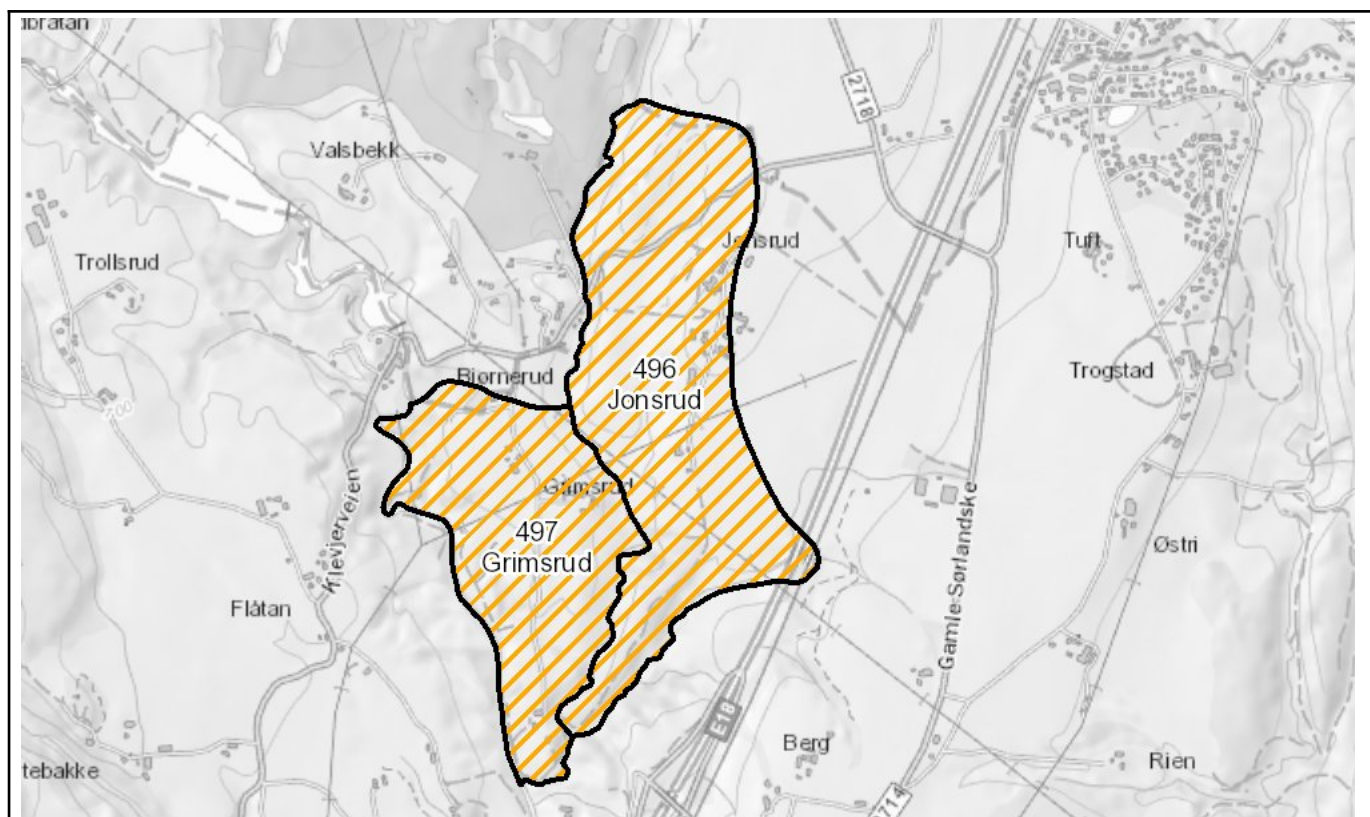 Valsbekk
2718
Trollsrud
Jonsrud
Tuft
Bjørnerud
496
Jonsrud
Trogstad
Klevjerveien
Grimsrud
497
Grimsrud
Gamle Sørlandske
Østri
Flåtan
E18
Berg
Rien
tebakke
2714